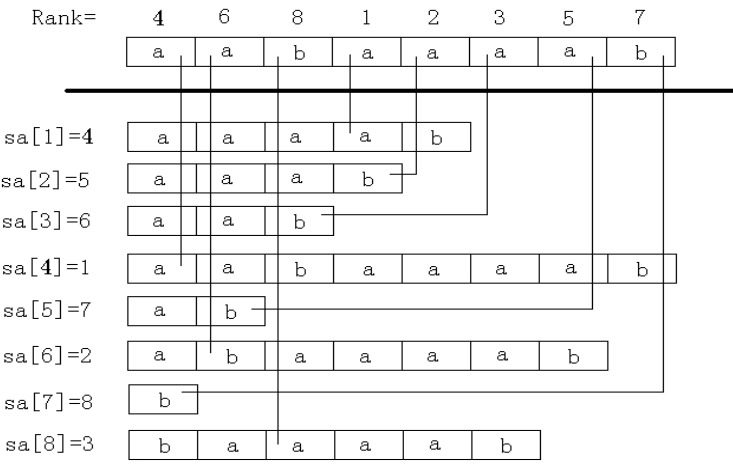 Rank= 4 6 8 1 2 3 5 7
a a b a a a a b
sa[1]=4 a a a a b
sa[2]=5 a a a b
sa[3]=6 a a b
sa[4]=1 a a b a a a a b
sa[5]=7 a b
sa[6]=2 a b a a a a b
sa[7]=8 b
sa[8]=3 b a a a a b